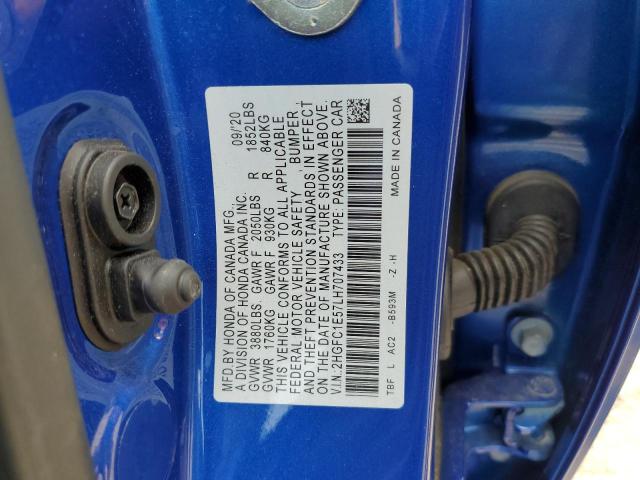 MFD.BY HONDA OF CANADA MFG. 09/'20
A DIVISION OF HONDA CANADA INC.
GVWR 3880LBS. GAWR F 2050LBS R 1852LBS
GVWR 1760KG GAWR F 930KG R 840KG
THIS VEHICLE CONFORMS TO ALL APPLICABLE
FEDERAL MOTOR VEHICLE SAFETY , BUMPER ,
AND THEFT PREVENTION STANDARDS IN EFFECT
ON THE DATE OF MANUFACTURE SHOWN ABOVE.
V.I.N.:2HGFC1E57LH707433 TYPE:PASSENGER CAR
TBF L AC2 -B593M -Z -H MADE IN CANADA